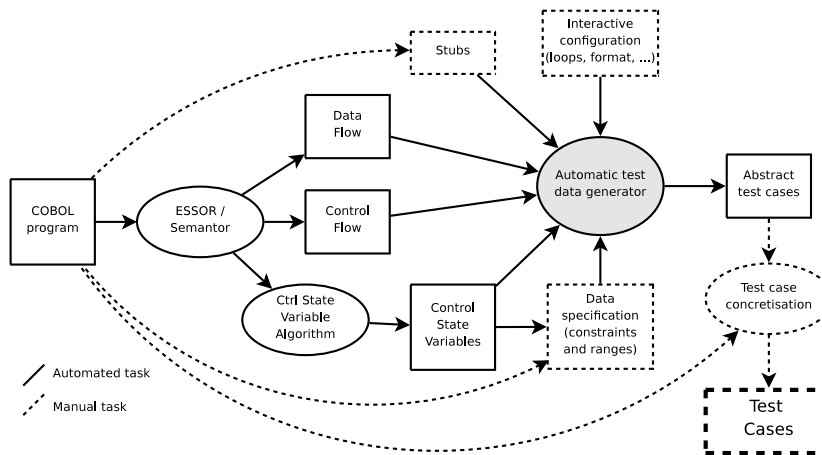 Stubs
Interactive
configuration
(loops, format, ...)
Data
Flow
COBOL
program
ESSOR /
Semantor
Control
Flow
Automatic test
data generator
Abstract
test cases
Ctrl State
Variable
Algorithm
Control
State
Variables
Data
specification
(constraints
and ranges)
Test case
concretisation
Automated task
Manual task
Test
Cases